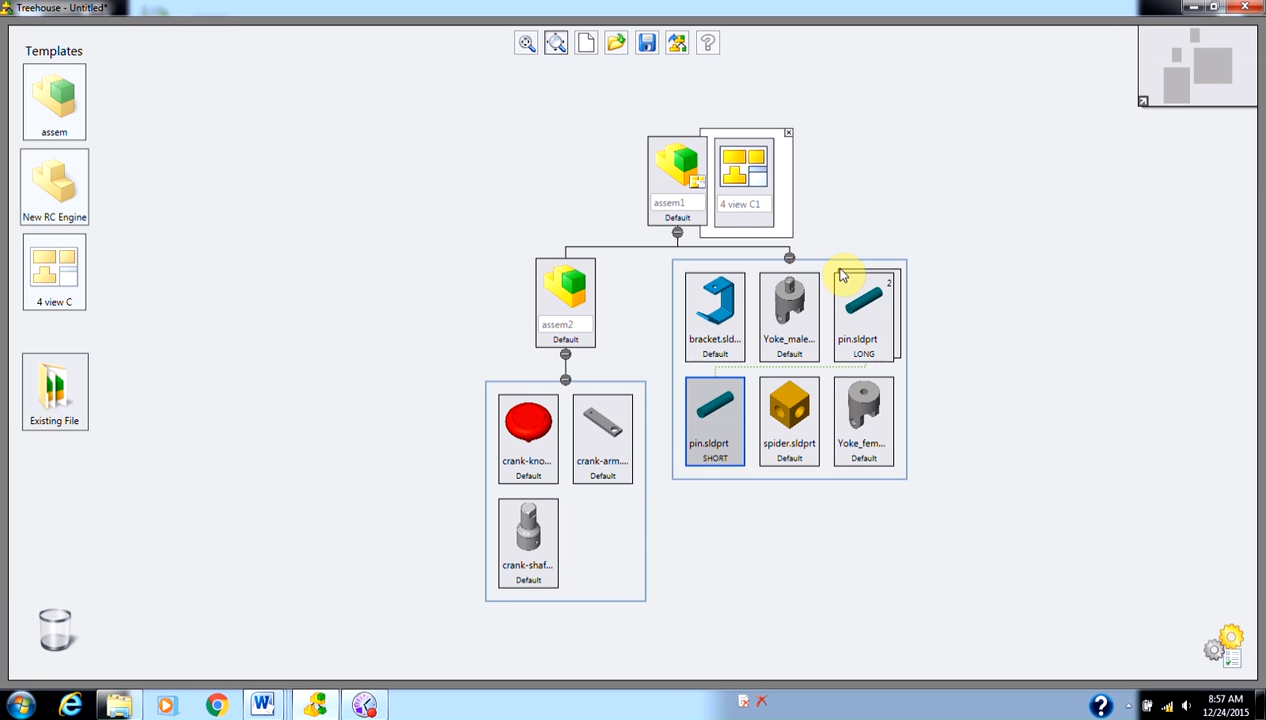 Treehouse - Untitled*
Templates
assem
New RC Engine
4 view C
Existing File
assem1
Default
4 view C1
assem2
Default
bracket.sld...
Default
Yoke_male...
Default
2
pin.sldprt
LONG
pin.sldprt
SHORT
spider.sldprt
Default
Yoke_fem...
Default
crank-kno...
Default
crank-arm....
Default
crank-shaf...
Default
8:57 AM
12/24/2015